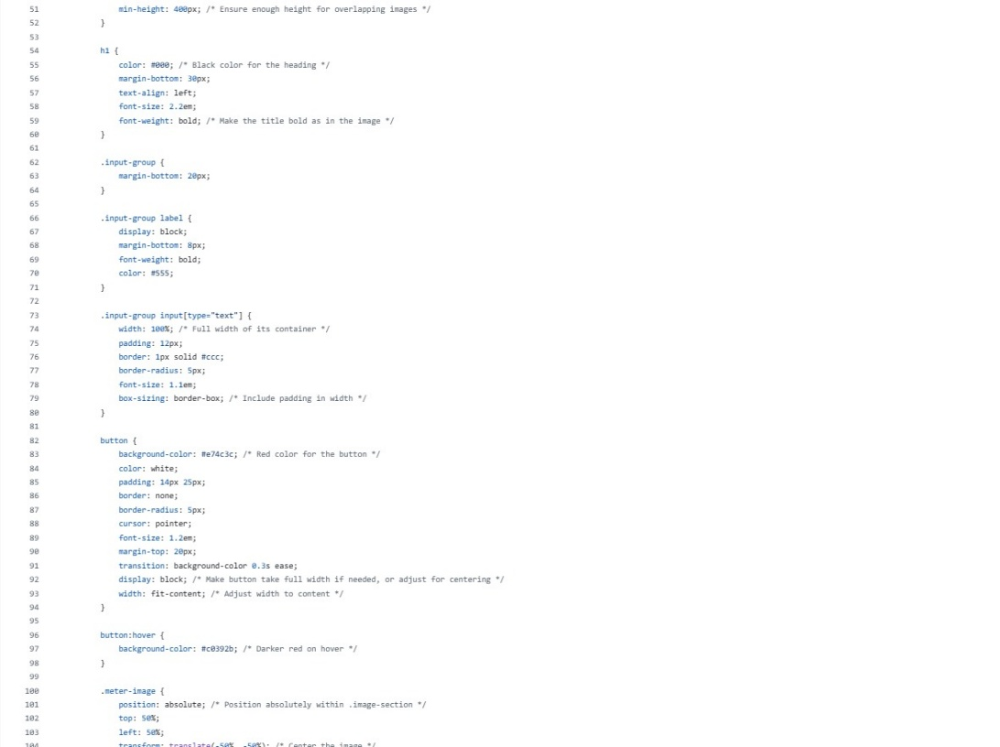 51 min-height: 400px; /* Ensure enough height for overlapping images */
52 }
53
54 h1 {
55 color: #000; /* Black color for the heading */
56 margin-bottom: 30px;
57 text-align: left;
58 font-size: 2.2em;
59 font-weight: bold; /* Make the title bold as in the image */
60 }
61
62 .input-group {
63 margin-bottom: 20px;
64 }
65
66 .input-group label {
67 display: block;
68 margin-bottom: 8px;
69 font-weight: bold;
70 color: #555;
71 }
72
73 .input-group input[type="text"] {
74 width: 100%; /* Full width of its container */
75 padding: 12px;
76 border: 1px solid #ccc;
77 border-radius: 5px;
78 font-size: 1.1em;
79 box-sizing: border-box; /* Include padding in width */
80 }
81
82 button {
83 background-color: #e74c3c; /* Red color for the button */
84 color: white;
85 padding: 14px 25px;
86 border: none;
87 border-radius: 5px;
88 cursor: pointer;
89 font-size: 1.2em;
90 margin-top: 20px;
91 transition: background-color 0.3s ease;
92 display: block; /* Make button take full width if needed, or adjust for centering */
93 width: fit-content; /* Adjust width to content */
94 }
95
96 button:hover {
97 background-color: #c0392b; /* Darker red on hover */
98 }
99
100 .meter-image {
101 position: absolute; /* Position absolutely within .image-section */
102 top: 50%;
103 left: 50%;
104 transform: translate(-50%, -50%); /* Center the image */